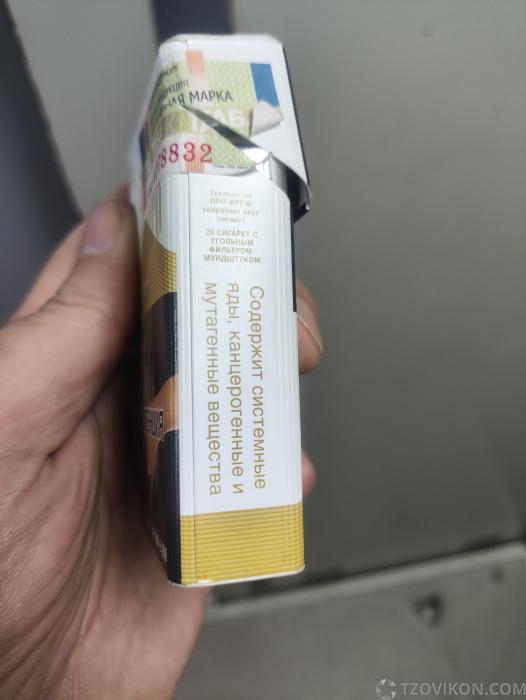 МАРКА
ТАБ
8832
Технология
ПРО ФРЕШ
сохраняет вкус
сигарет
20 СИГАРЕТ С
УГОЛЬНЫМ
ФИЛЬТРОМ-
МУНДШТУКОМ
Содержит системные
яды, канцерогенные и
мутагенные вещества
TZOVIKON.COM